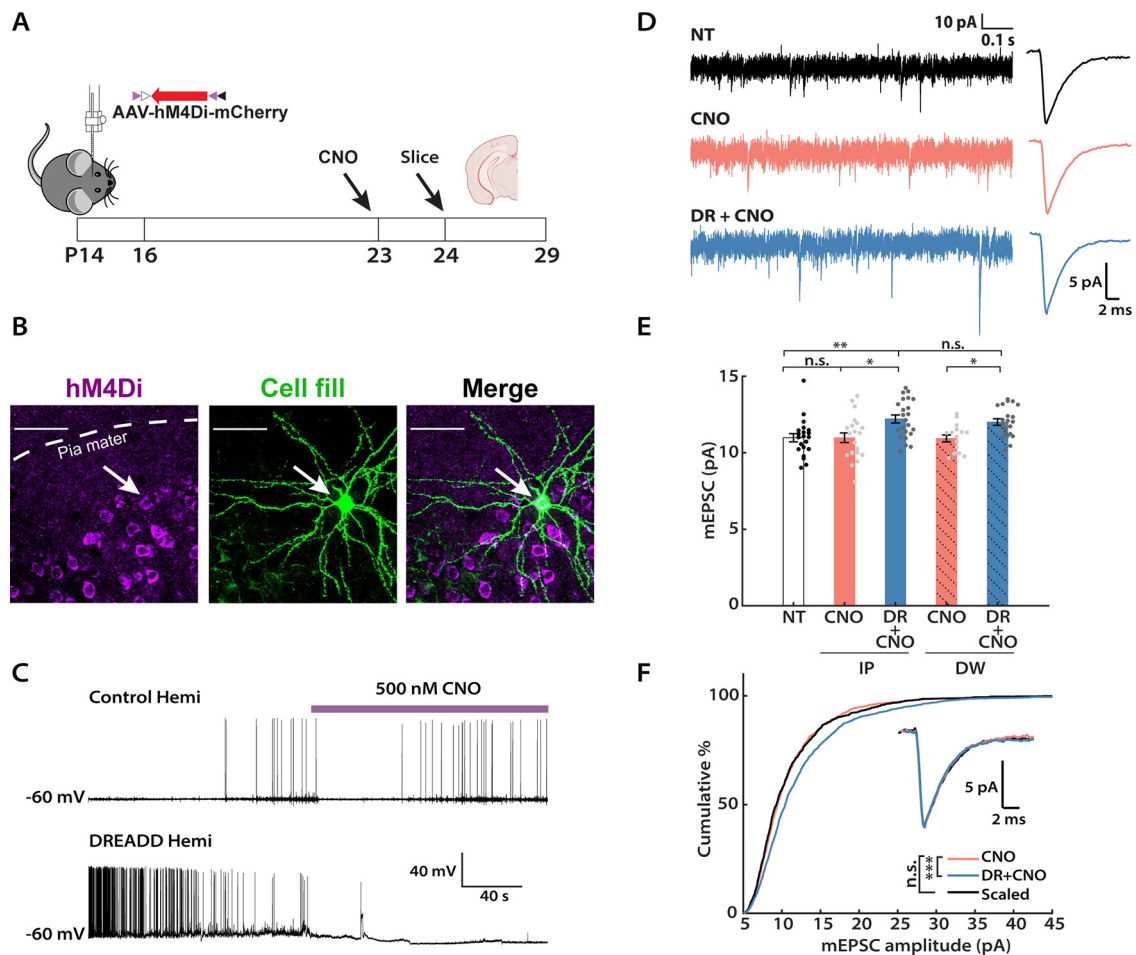 A
AAV-hM4Di-mCherry
CNO
Slice
P14 16 23 24 29
B
hM4Di
Cell fill
Merge
Pia mater
C
Control Hemi
500 nM CNO
-60 mV
DREADD Hemi
40 mV
40 s
-60 mV
D
10 pA
0.1 s
NT
CNO
DR + CNO
5 pA
2 ms
E
** n.s.
n.s. * *
15
10
5
0
mEPSC (pA)
NT CNO DR + CNO CNO DR + CNO
IP DW
F
100
50
0
Cumulative %
5 pA
2 ms
n.s.
***
CNO
DR+CNO
Scaled
5 10 15 20 25 30 35 40 45
mEPSC amplitude (pA)